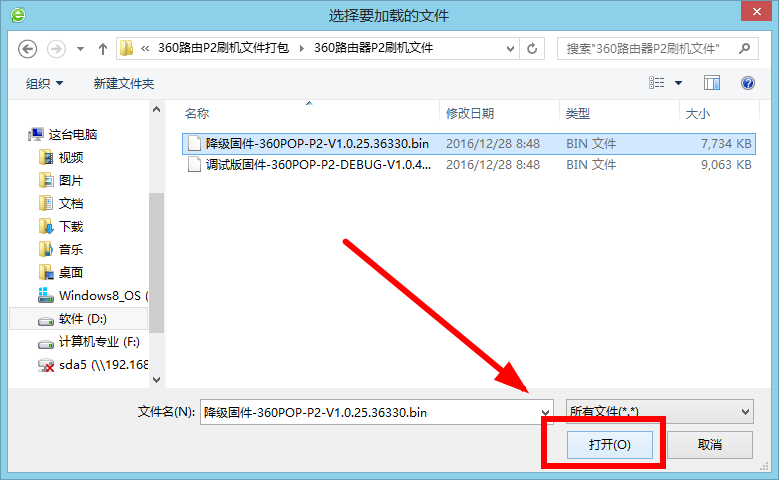 选择要加载的文件
« 360路由P2刷机文件打包 › 360路由器P2刷机文件
搜索"360路由器P2刷机文件"
组织 新建文件夹
名称 修改日期 类型 大小
降级固件-360POP-P2-V1.0.25.36330.bin 2016/12/28 8:48 BIN 文件 7,734 KB
调试版固件-360POP-P2-DEBUG-V1.0.4... 2016/12/28 8:48 BIN 文件 9,063 KB
这台电脑
视频
图片
文档
下载
音乐
桌面
Windows8_OS (
软件 (D:)
计算机专业 (F:)
sda5 (\\192.168
文件名(N): 降级固件-360POP-P2-V1.0.25.36330.bin 所有文件(*.*)
打开(O) 取消